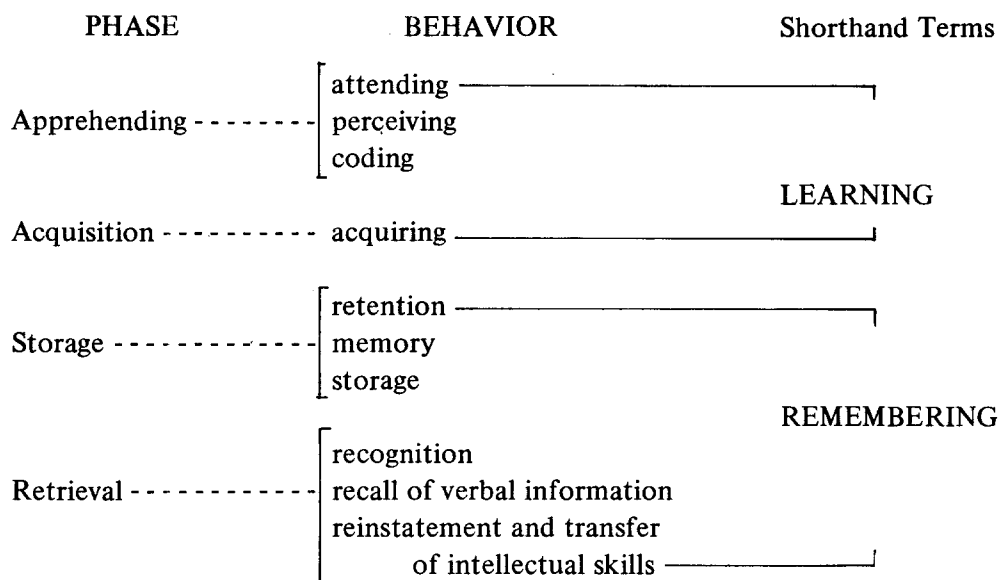 PHASE BEHAVIOR Shorthand Terms
attending
Apprehending perceiving
coding
LEARNING
Acquisition acquiring
retention
Storage memory
storage
REMEMBERING
recognition
Retrieval recall of verbal information
reinstatement and transfer
of intellectual skills